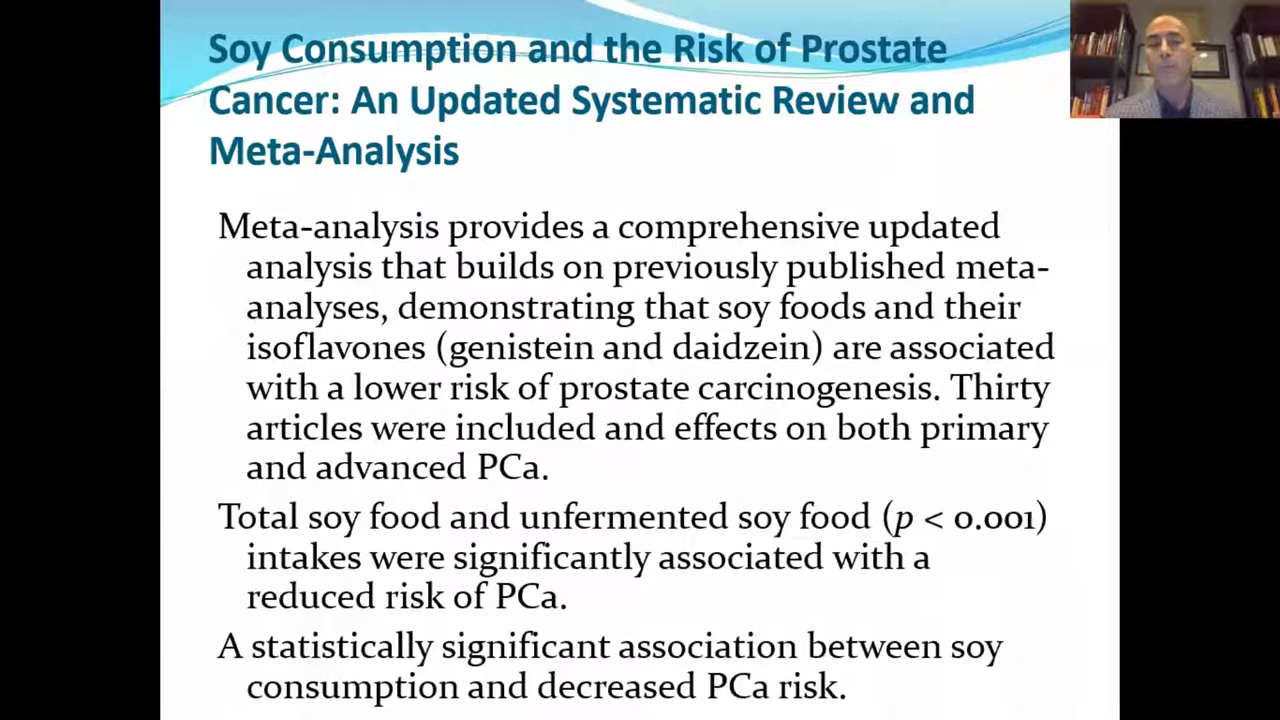 Soy Consumption and the Risk of Prostate
Cancer: An Updated Systematic Review and
Meta-Analysis
Meta-analysis provides a comprehensive updated
analysis that builds on previously published meta-
analyses, demonstrating that soy foods and their
isoflavones (genistein and daidzein) are associated
with a lower risk of prostate carcinogenesis. Thirty
articles were included and effects on both primary
and advanced PCa.
Total soy food and unfermented soy food (p < 0.001)
intakes were significantly associated with a
reduced risk of PCa.
A statistically significant association between soy
consumption and decreased PCa risk.